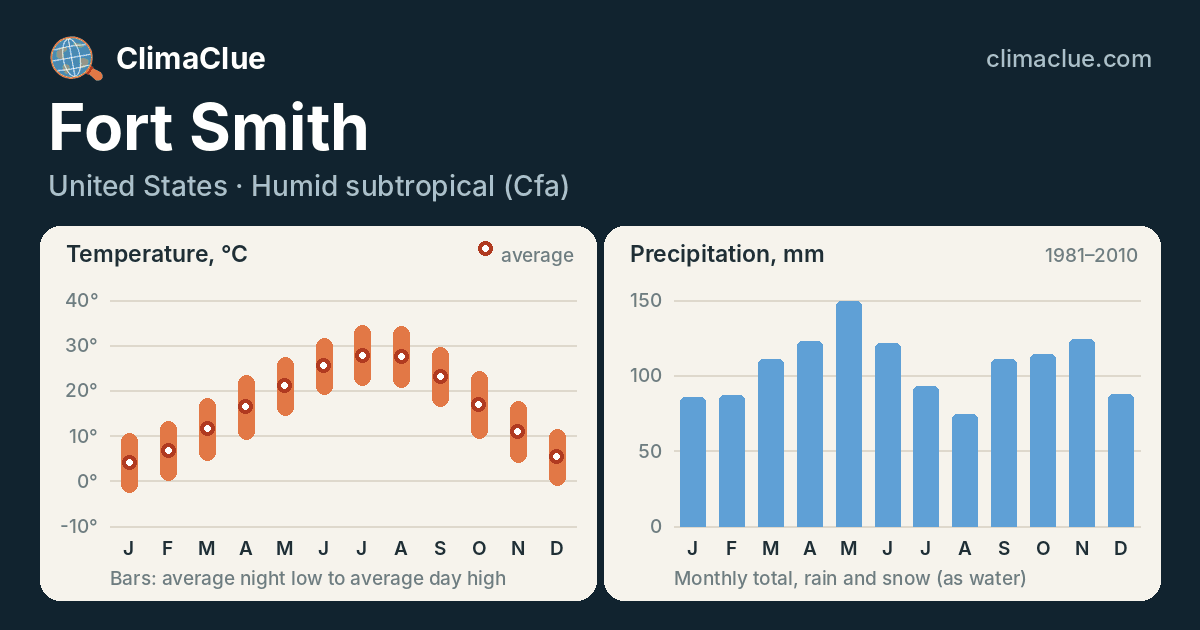 ClimaClue
climaclue.com
Fort Smith
United States · Humid subtropical (Cfa)
Temperature, °C
average
40°
30°
20°
10°
0°
-10°
J F M A M J J A S O N D
Bars: average night low to average day high
Precipitation, mm
1981–2010
150
100
50
0
J F M A M J J A S O N D
Monthly total, rain and snow (as water)